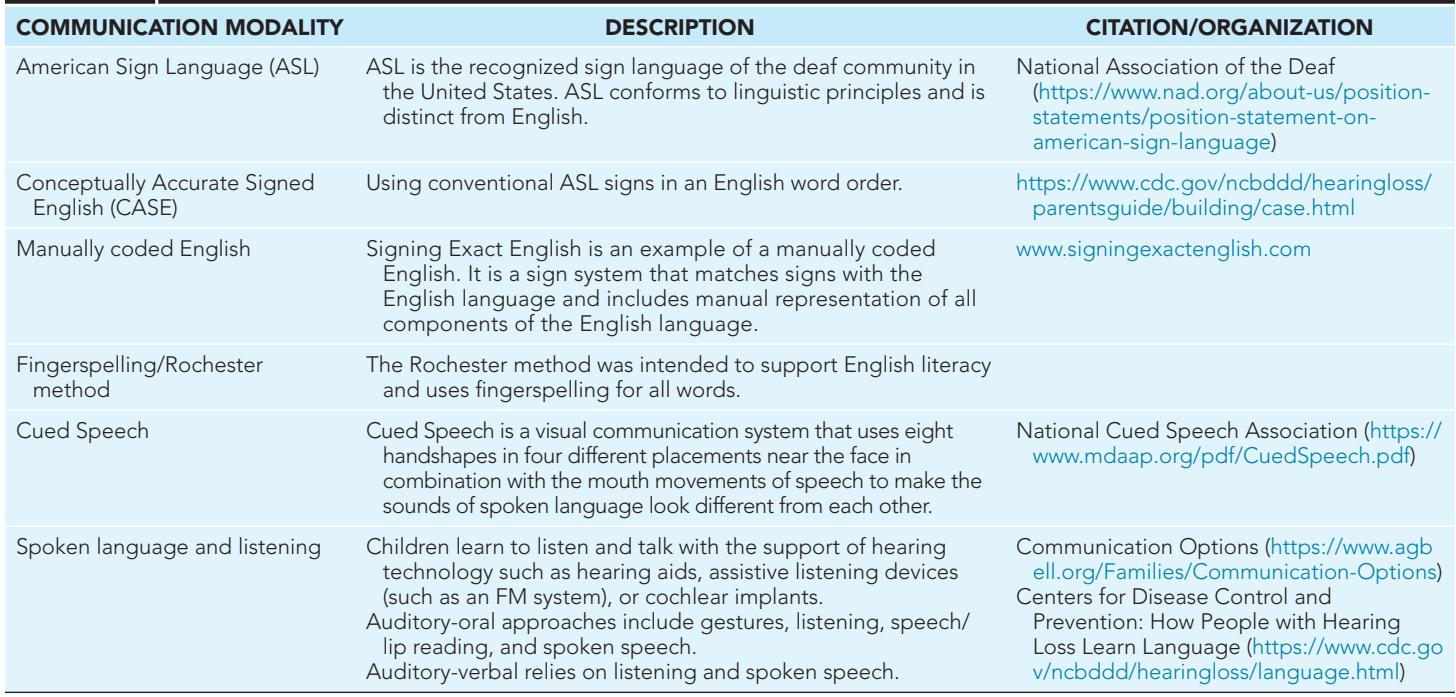 COMMUNICATION MODALITY DESCRIPTION CITATION/ORGANIZATION
American Sign Language (ASL)
ASL is the recognized sign language of the deaf community in
the United States. ASL conforms to linguistic principles and is
distinct from English.
National Association of the Deaf
(https://www.nad.org/about-us/position-
statements/position-statement-on-
american-sign-language)
Conceptually Accurate Signed
English (CASE)
Using conventional ASL signs in an English word order.
https://www.cdc.gov/ncbddd/hearingloss/
parentsguide/building/case.html
Manually coded English
Signing Exact English is an example of a manually coded
English. It is a sign system that matches signs with the
English language and includes manual representation of all
components of the English language.
www.signingexactenglish.com
Fingerspelling/Rochester
method
The Rochester method was intended to support English literacy
and uses fingerspelling for all words.
Cued Speech
Cued Speech is a visual communication system that uses eight
handshapes in four different placements near the face in
combination with the mouth movements of speech to make the
sounds of spoken language look different from each other.
National Cued Speech Association (https://
www.mdaap.org/pdf/CuedSpeech.pdf)
Spoken language and listening
Children learn to listen and talk with the support of hearing
technology such as hearing aids, assistive listening devices
(such as an FM system), or cochlear implants.
Auditory-oral approaches include gestures, listening, speech/
lip reading, and spoken speech.
Auditory-verbal relies on listening and spoken speech.
Communication Options (https://www.agb
ell.org/Families/Communication-Options)
Centers for Disease Control and
Prevention: How People with Hearing
Loss Learn Language (https://www.cdc.go
v/ncbddd/hearingloss/language.html)